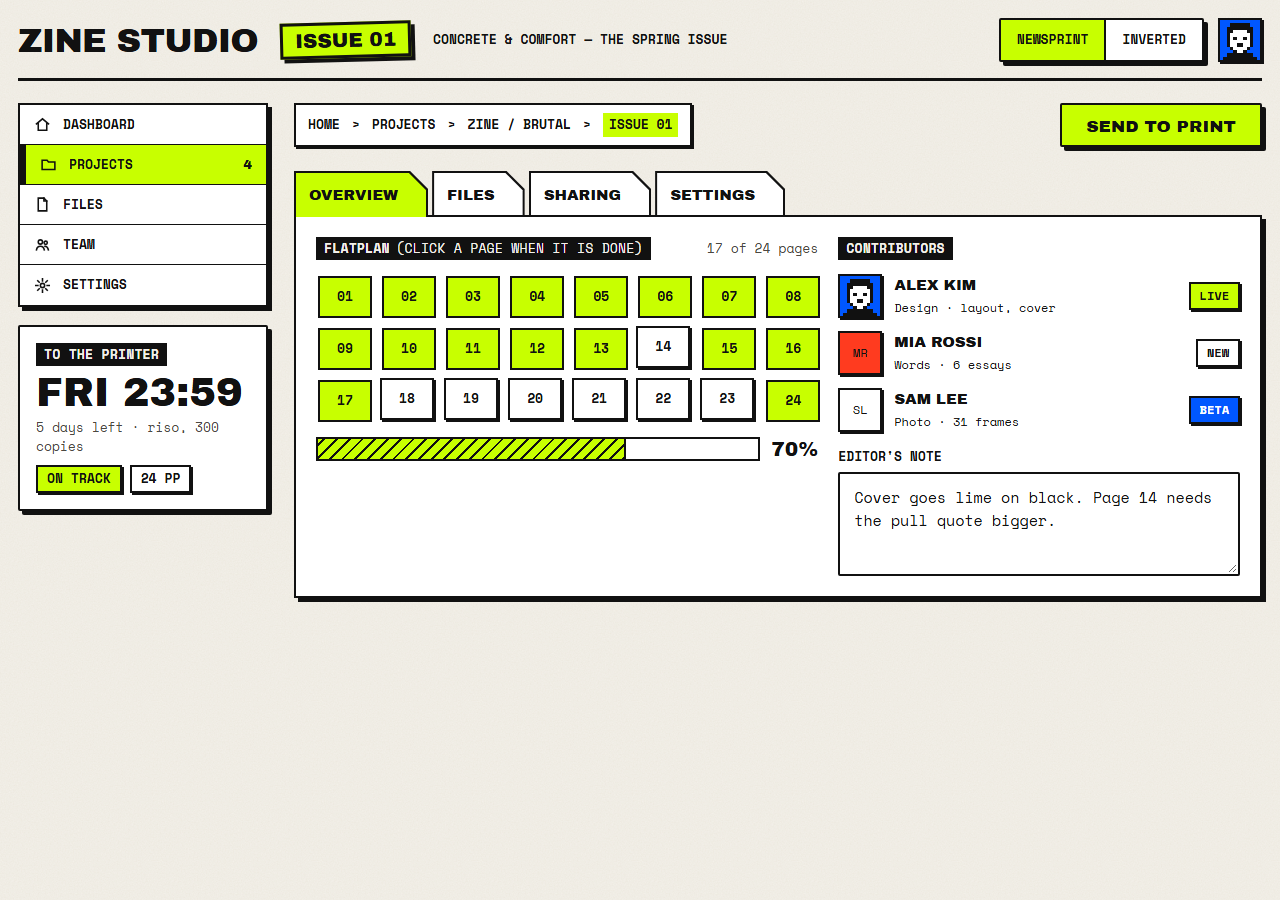 ZINE STUDIO
ISSUE 01
CONCRETE & COMFORT — THE SPRING ISSUE
NEWSPRINT
INVERTED
DASHBOARD
PROJECTS 4
FILES
TEAM
SETTINGS
TO THE PRINTER
FRI 23:59
5 days left · riso, 300
copies
ON TRACK
24 PP
HOME > PROJECTS > ZINE / BRUTAL > ISSUE 01
SEND TO PRINT
OVERVIEW
FILES
SHARING
SETTINGS
FLATPLAN (CLICK A PAGE WHEN IT IS DONE)
17 of 24 pages
01 02 03 04 05 06 07 08
09 10 11 12 13 14 15 16
17 18 19 20 21 22 23 24
70%
CONTRIBUTORS
ALEX KIM
Design · layout, cover
LIVE
MR
MIA ROSSI
Words · 6 essays
NEW
SL
SAM LEE
Photo · 31 frames
BETA
EDITOR'S NOTE
Cover goes lime on black. Page 14 needs
the pull quote bigger.